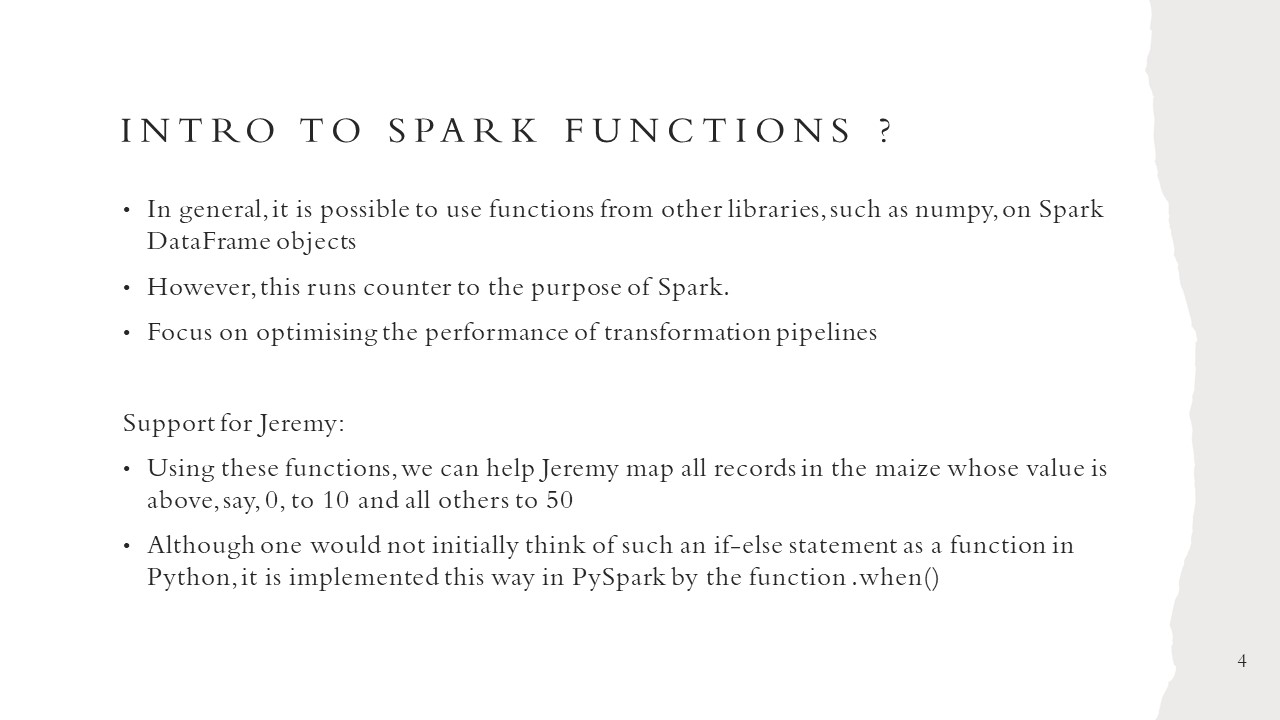 INTRO TO SPARK FUNCTIONS ?
• In general, it is possible to use functions from other libraries, such as numpy, on Spark
DataFrame objects
• However, this runs counter to the purpose of Spark.
• Focus on optimising the performance of transformation pipelines
Support for Jeremy:
• Using these functions, we can help Jeremy map all records in the maize whose value is
above, say, 0, to 10 and all others to 50
• Although one would not initially think of such an if-else statement as a function in
Python, it is implemented this way in PySpark by the function .when()
4